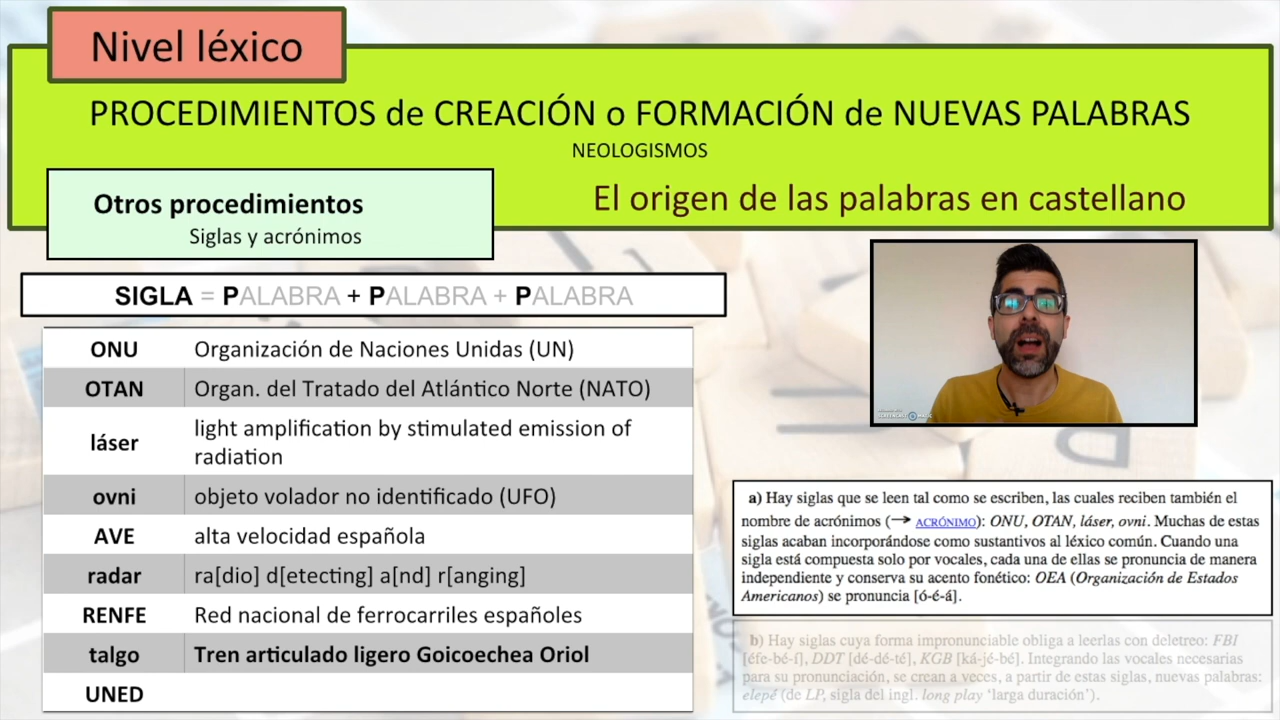 Nivel léxico
PROCEDIMIENTOS de CREACIÓN o FORMACIÓN de NUEVAS PALABRAS
NEOLOGISMOS
El origen de las palabras en castellano
Otros procedimientos
Siglas y acrónimos
SIGLA = PALABRA + PALABRA + PALABRA
ONU Organización de Naciones Unidas (UN)
OTAN Organ. del Tratado del Atlántico Norte (NATO)
láser light amplification by stimulated emission of
radiation
ovni objeto volador no identificado (UFO)
AVE alta velocidad española
radar ra[dio] d[etecting] a[nd] r[anging]
RENFE Red nacional de ferrocarriles españoles
talgo Tren articulado ligero Goicoechea Oriol
UNED
a) Hay siglas que se leen tal como se escriben, las cuales reciben también el
nombre de acrónimos (→ ACRÓNIMO): ONU, OTAN, láser, ovni. Muchas de estas
siglas acaban incorporándose como sustantivos al léxico común. Cuando una
sigla está compuesta solo por vocales, cada una de ellas se pronuncia de manera
independiente y conserva su acento fonético: OEA (Organización de Estados
Americanos) se pronuncia [ó-é-á].
b) Hay siglas cuya forma impronunciable obliga a leerlas con deletreo: FBI
[éfe-bé-í], DDT [dé-dé-té], KGB [ká-jé-bé]. Integrando las vocales necesarias
para su pronunciación, se crean a veces, a partir de estas siglas, nuevas palabras:
elepé (de LP, sigla del ingl. long play ‘larga duración’).